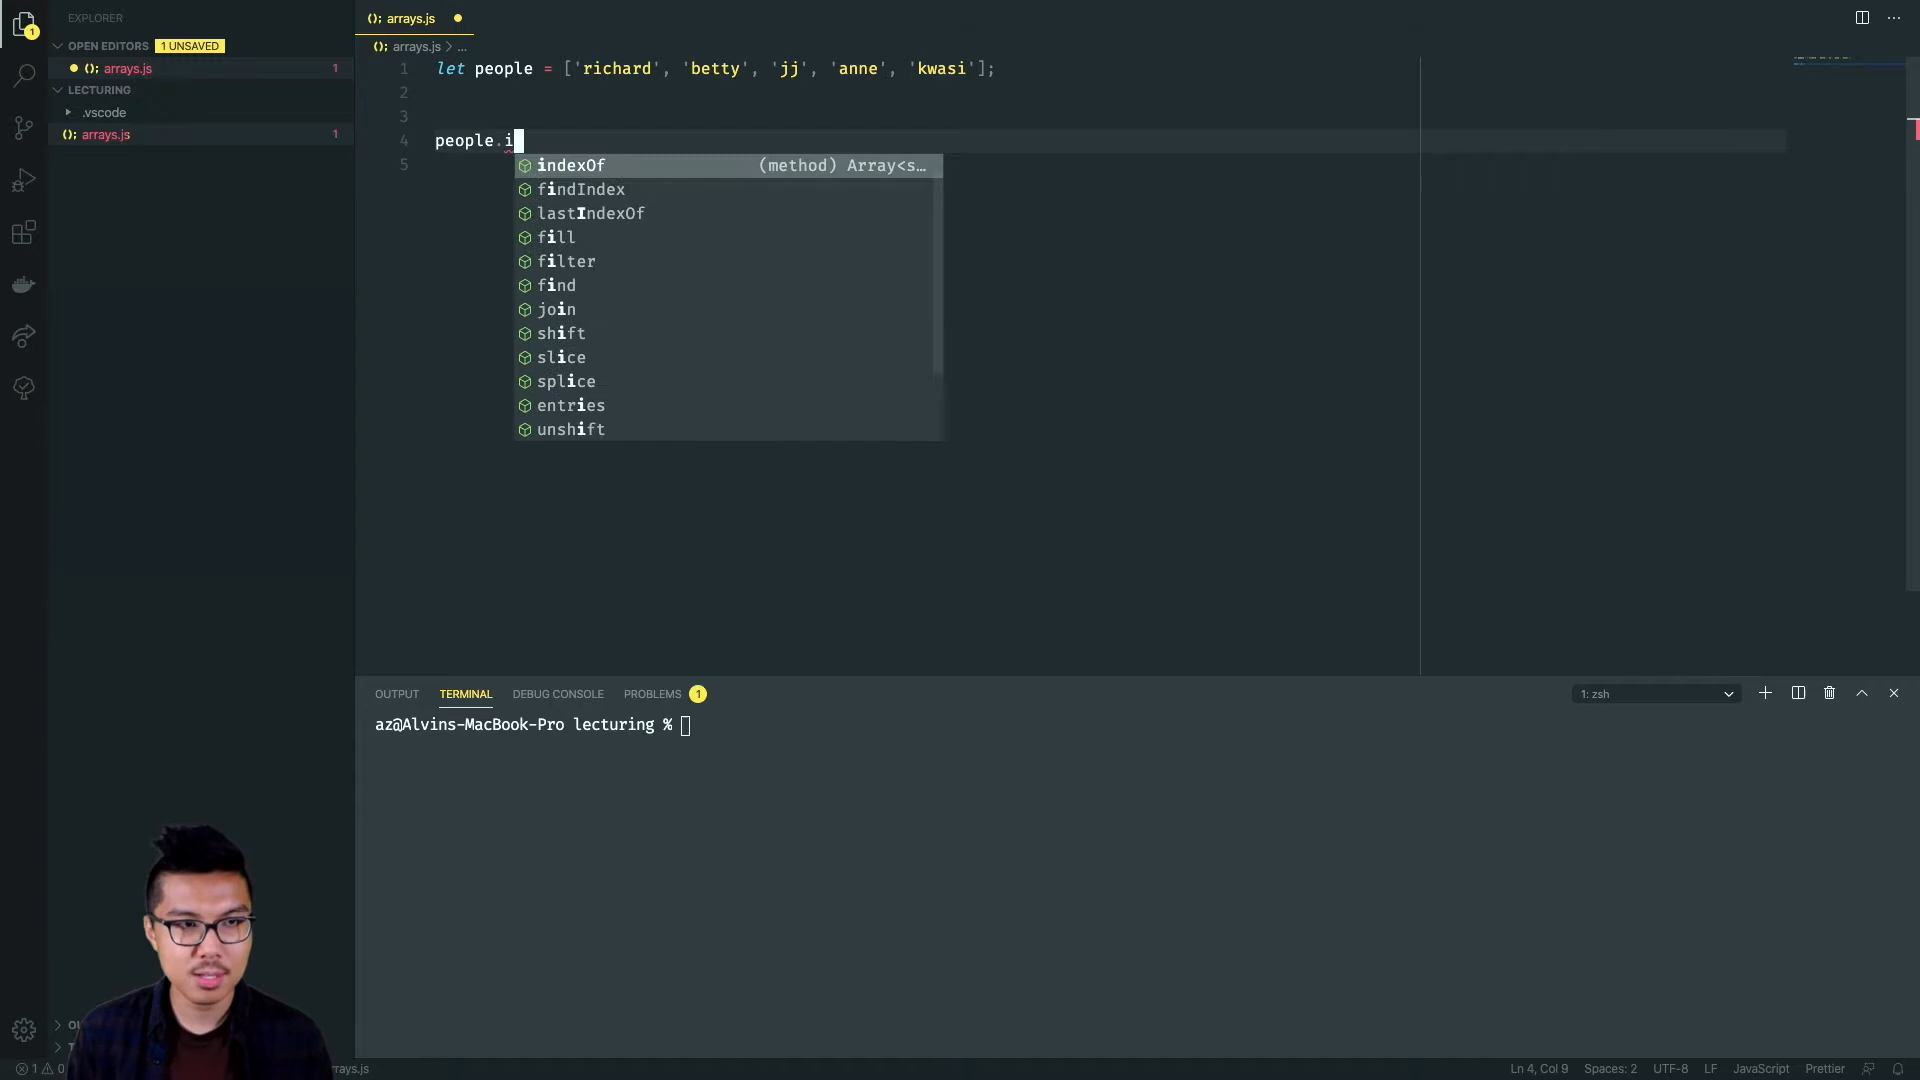 EXPLORER
OPEN EDITORS 1 UNSAVED
(); arrays.js 1
LECTURING
.vscode
(); arrays.js 1
1
(); arrays.js
(); arrays.js > ...
1 let people = ['richard', 'betty', 'jj', 'anne', 'kwasi'];
2
3
4 people.i
5
indexOf (method) Array<s...
findIndex
lastIndexOf
fill
filter
find
join
shift
slice
splice
entries
unshift
OUTPUT TERMINAL DEBUG CONSOLE PROBLEMS 1
1: zsh
az@Alvins-MacBook-Pro lecturing %
1 0
rrays.js
Ln 4, Col 9 Spaces: 2 UTF-8 LF JavaScript Prettier